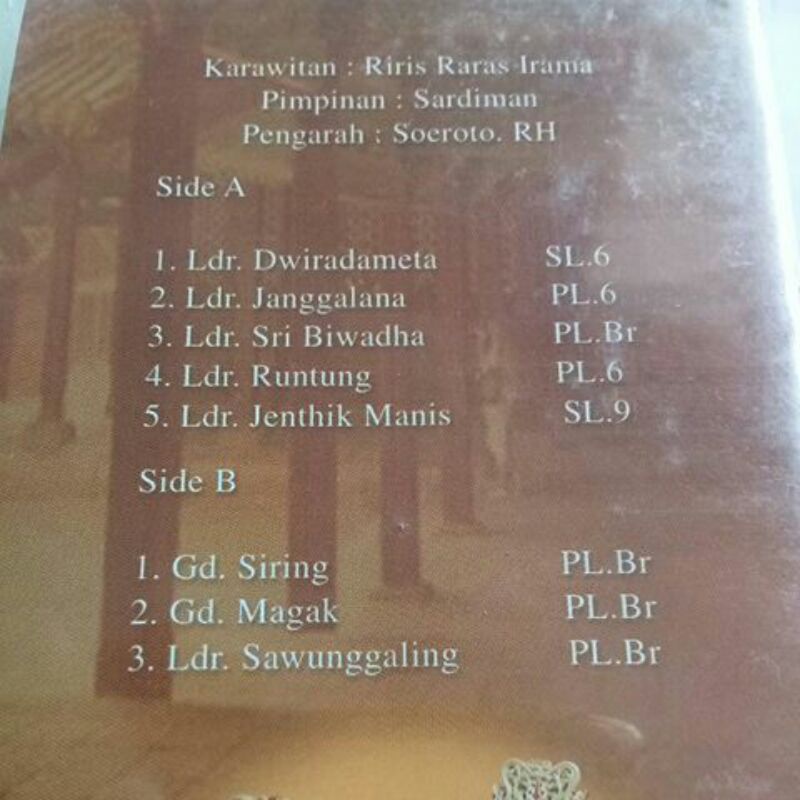 Karawitan : Riris Raras Irama
Pimpinan : Sardiman
Pengarah : Soeroto. RH
Side A
1. Ldr. Dwiradameta SL.6
2. Ldr. Janggalana PL.6
3. Ldr. Sri Biwadha PL.Br
4. Ldr. Runtung PL.6
5. Ldr. Jenthik Manis SL.9
Side B
1. Gd. Siring PL.Br
2. Gd. Magak PL.Br
3. Ldr. Sawunggaling PL.Br